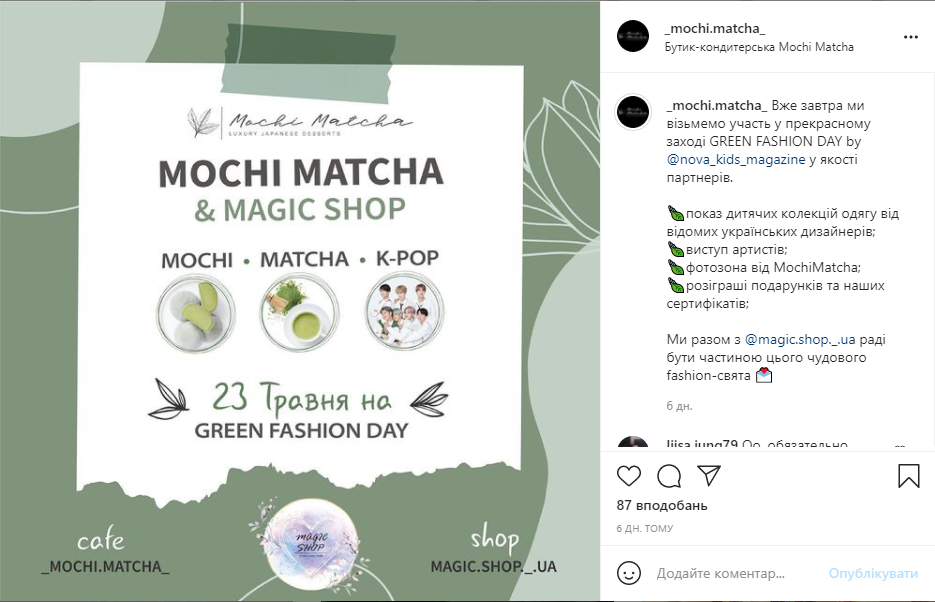 Mochi Matcha
LUXURY JAPANESE DESSERTS
MOCHI MATCHA
& MAGIC SHOP
MOCHI • MATCHA • K-POP
23 Травня на
GREEN FASHION DAY
cafe
_MOCHI.MATCHA_
magic
SHOP
shop
MAGIC.SHOP._.UA
_mochi.matcha_
Бутик-кондитерська Mochi Matcha
_mochi.matcha_ Вже завтра ми
візьмемо участь у прекрасному
заході GREEN FASHION DAY by
@nova_kids_magazine у якості
партнерів.
показ дитячих колекцій одягу від
відомих українських дизайнерів;
виступ артистів;
фотозона від MochiMatcha;
розіграші подарунків та наших
сертифікатів;
Ми разом з @magic.shop._.ua раді
бути частиною цього чудового
fashion-свята
6 дн.
liisa.jung79 Оо, обязательно
87 вподобань
6 ДН. ТОМУ
Додайте коментар...
Опублікувати